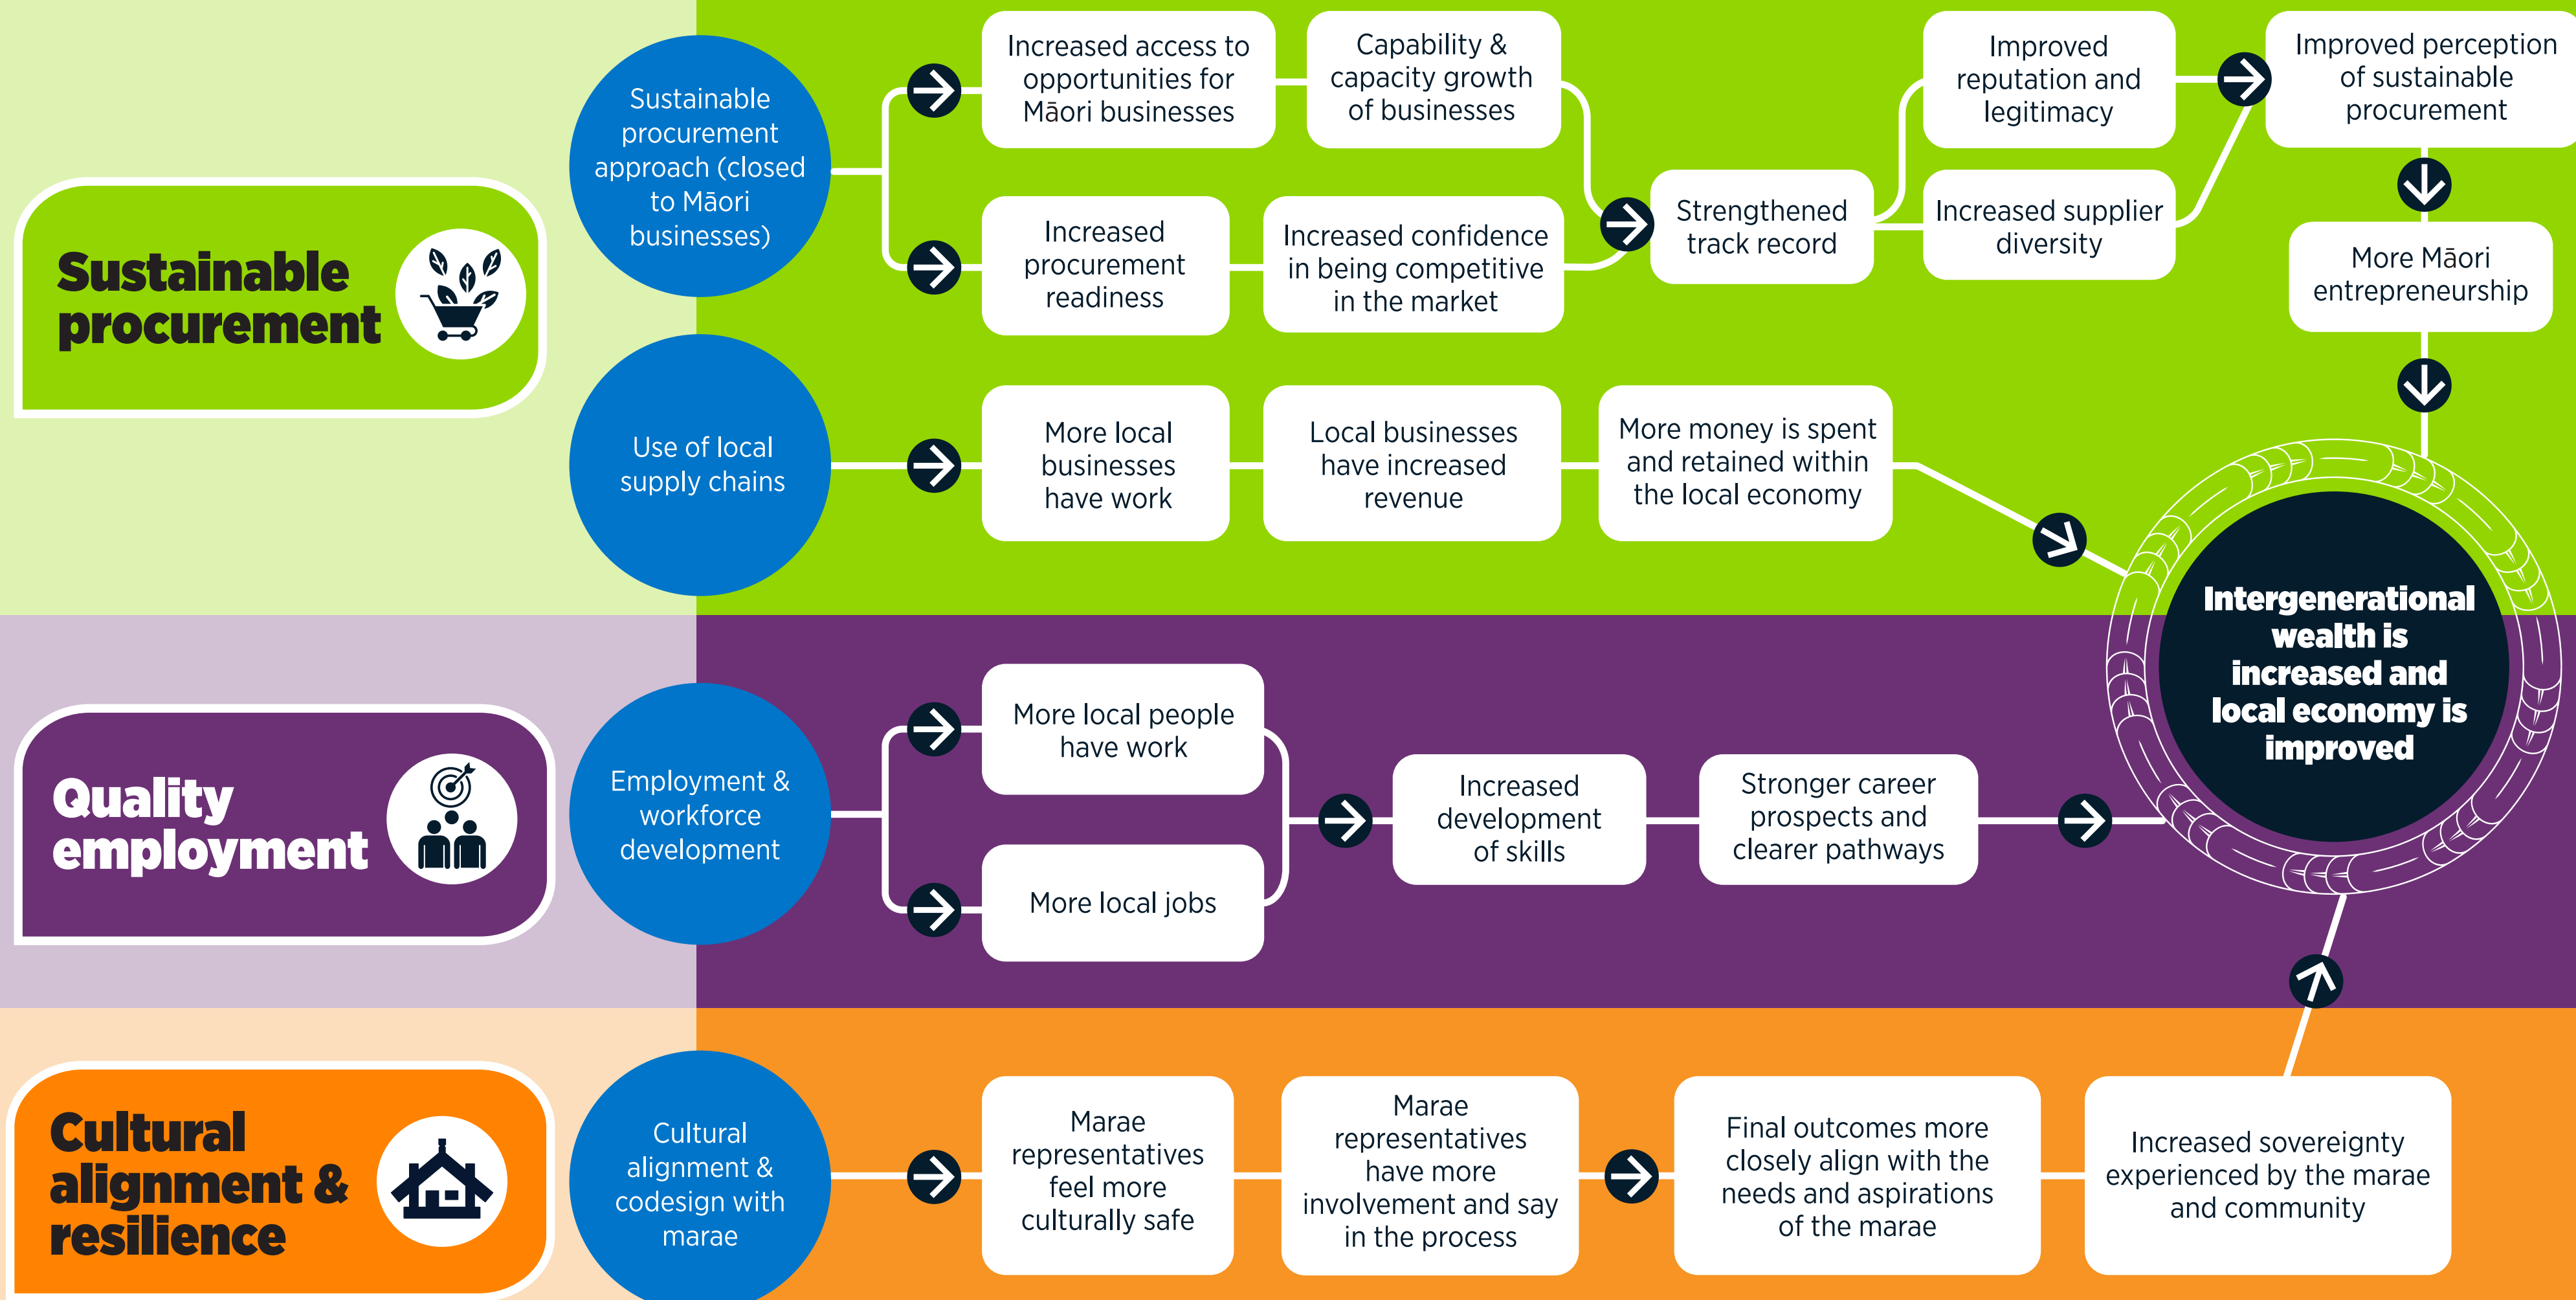 Sustainable
procurement
Sustainable
procurement
approach (closed
to Māori
businesses)
Increased access to
opportunities for
Māori businesses
Capability &
capacity growth
of businesses
Increased
procurement
readiness
Increased confidence
in being competitive
in the market
Strengthened
track record
Improved
reputation and
legitimacy
Increased supplier
diversity
Improved perception
of sustainable
procurement
More Māori
entrepreneurship
Use of local
supply chains
More local
businesses
have work
Local businesses
have increased
revenue
More money is spent
and retained within
the local economy
Intergenerational
wealth is
increased and
local economy is
improved
Quality
employment
Employment &
workforce
development
More local people
have work
More local jobs
Increased
development
of skills
Stronger career
prospects and
clearer pathways
Cultural
alignment &
resilience
Cultural
alignment &
codesign with
marae
Marae
representatives
feel more
culturally safe
Marae
representatives
have more
involvement and say
in the process
Final outcomes more
closely align with the
needs and aspirations
of the marae
Increased sovereignty
experienced by the marae
and community